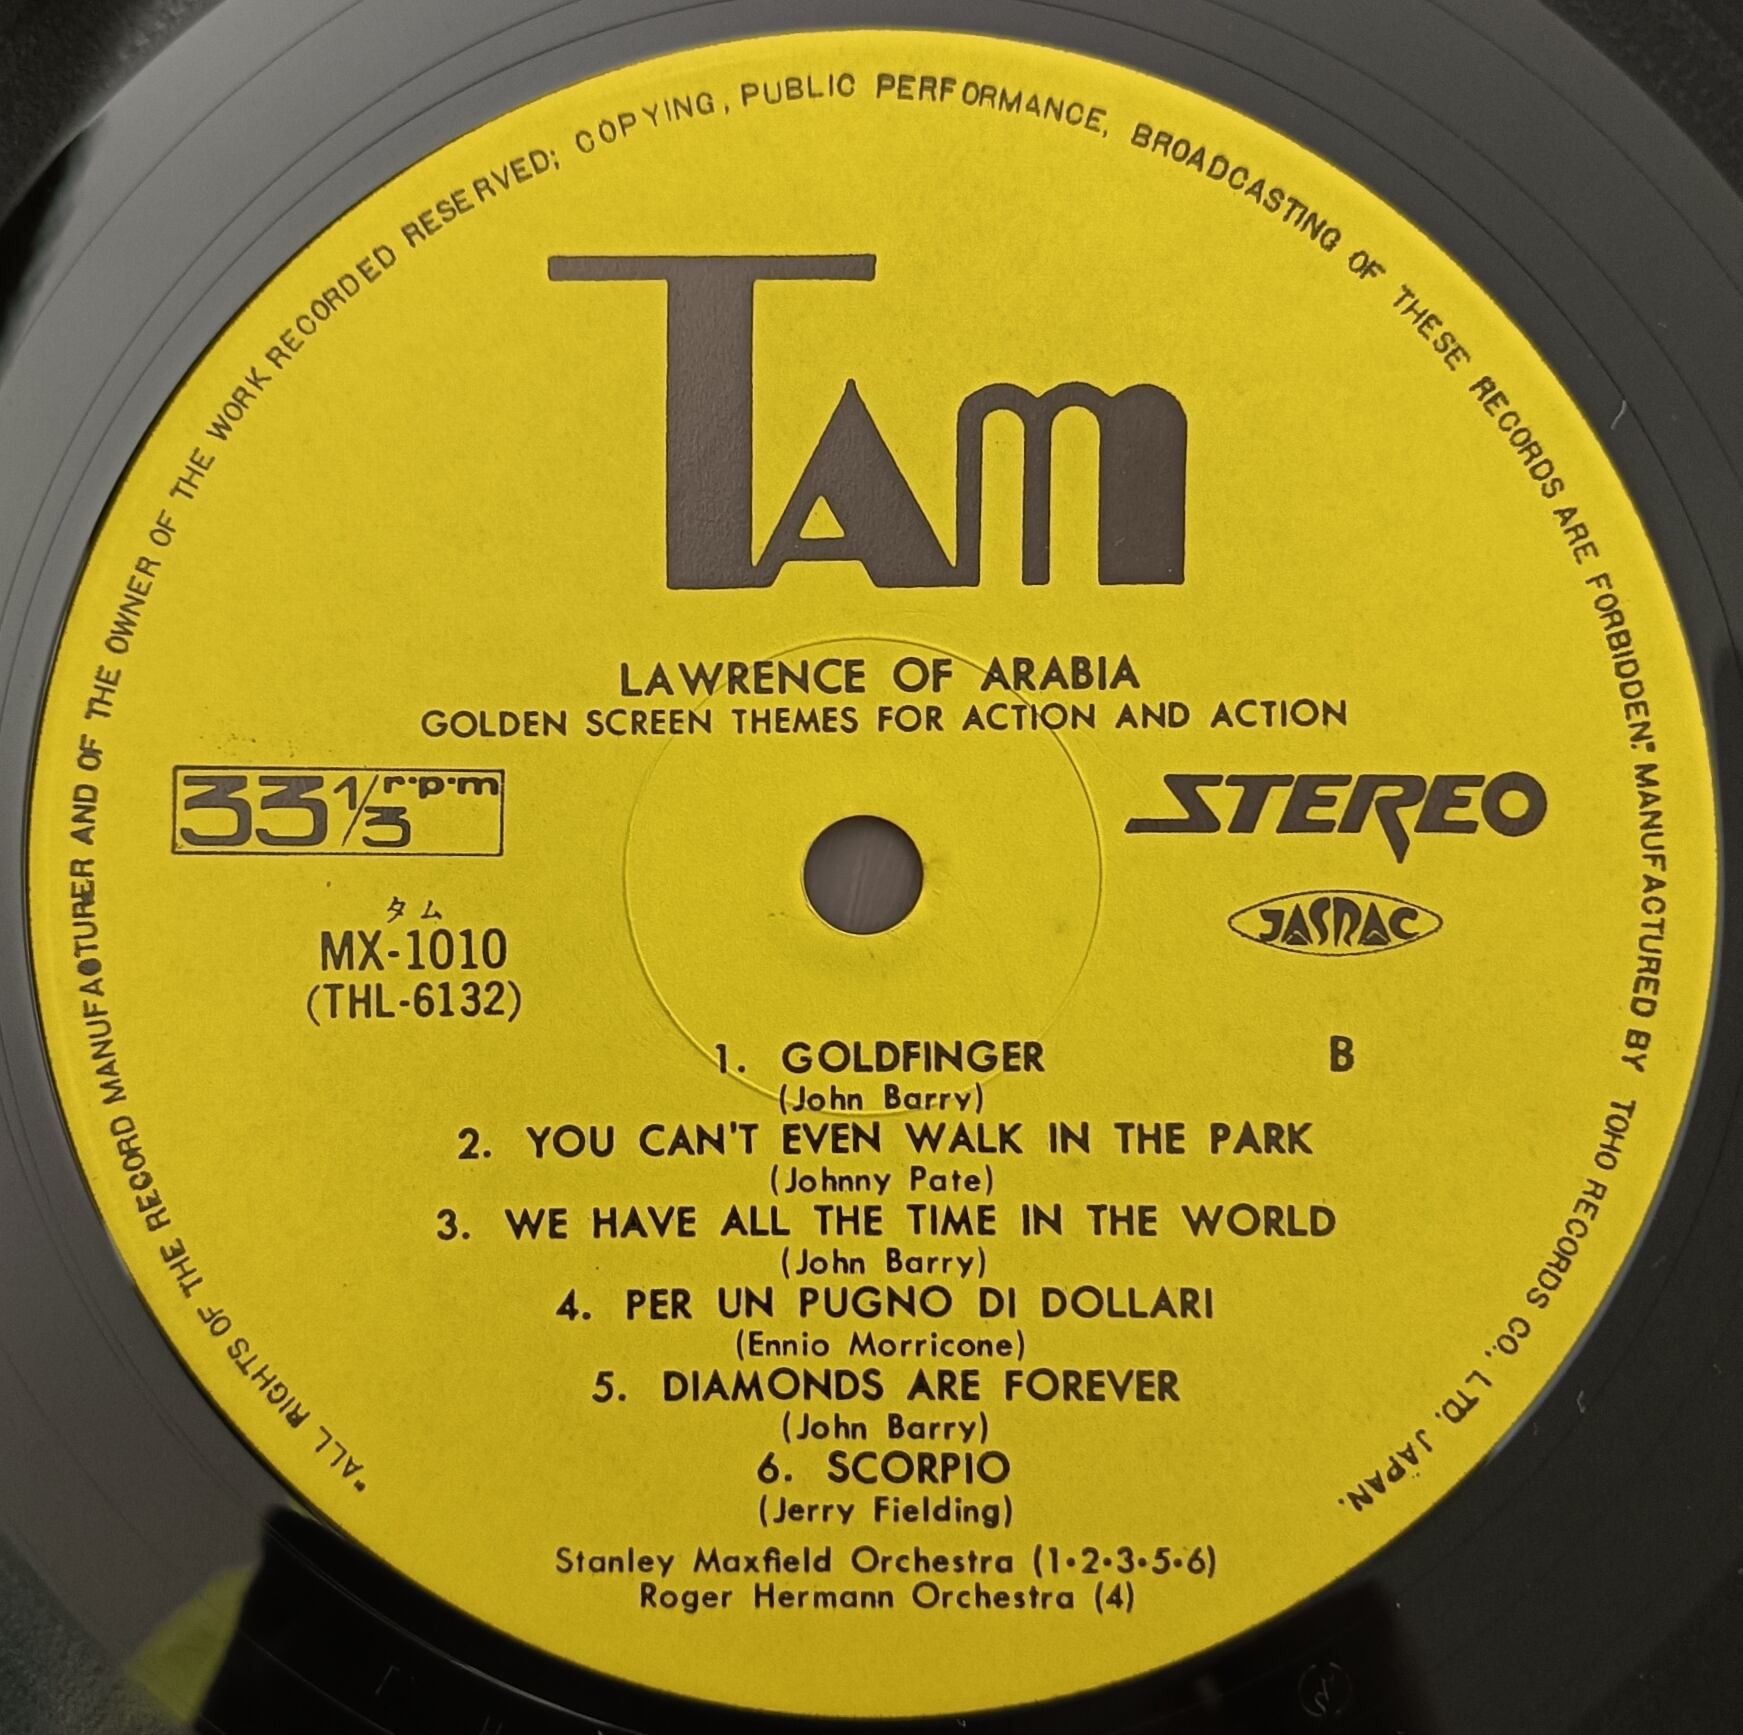 "ALL RIGHTS OF THE RECORD MANUFACTURER AND OF THE OWNER OF THE WORK RECORDED RESERVED; COPYING, PUBLIC PERFORMANCE, BROADCASTING OF THESE RECORDS ARE FORBIDDEN." MANUFACTURED BY TOHO RECORDS CO., LTD. JAPAN.
TAM
LAWRENCE OF ARABIA
GOLDEN SCREEN THEMES FOR ACTION AND ACTION
33 1/3 r·p·m
STEREO
タム
MX-1010
JASRAC
(THL-6132)
1. GOLDFINGER
B
(John Barry)
2. YOU CAN'T EVEN WALK IN THE PARK
(Johnny Pate)
3. WE HAVE ALL THE TIME IN THE WORLD
(John Barry)
4. PER UN PUGNO DI DOLLARI
(Ennio Morricone)
5. DIAMONDS ARE FOREVER
(John Barry)
6. SCORPIO
(Jerry Fielding)
Stanley Maxfield Orchestra (1·2·3·5·6)
Roger Hermann Orchestra (4)